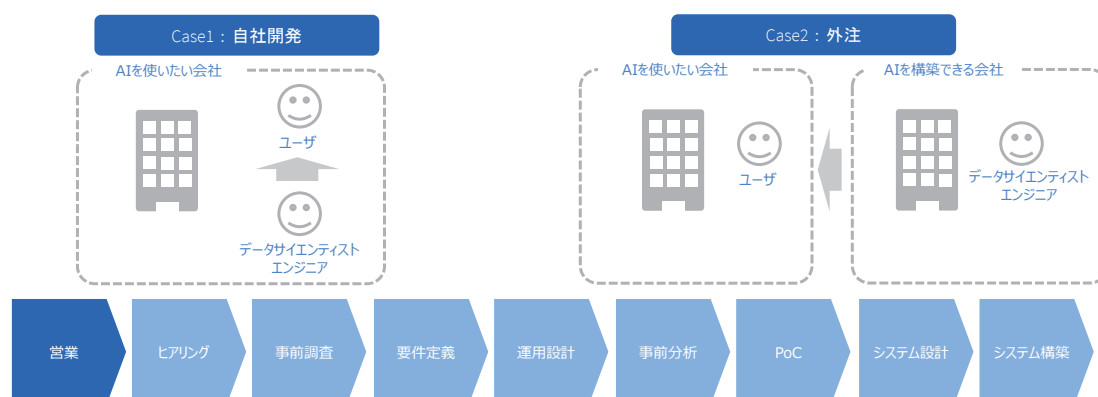 Case1：自社開発
AIを使いたい会社
ユーザ
データサイエンティスト
エンジニア
Case2：外注
AIを使いたい会社
ユーザ
AIを構築できる会社
データサイエンティスト
エンジニア
営業
ヒアリング
事前調査
要件定義
運用設計
事前分析
PoC
システム設計
システム構築